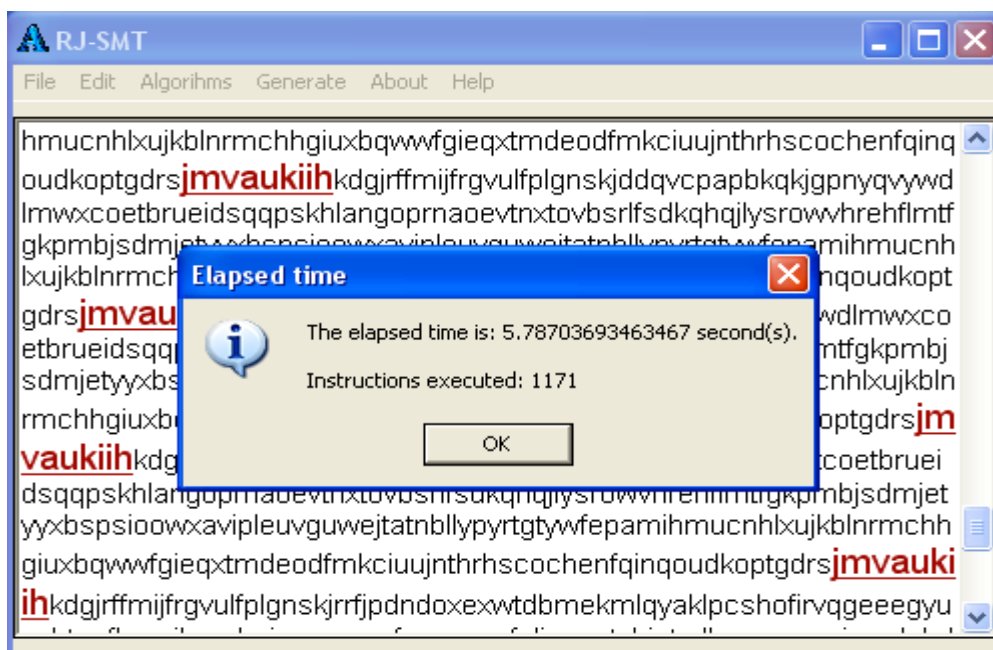 RJ-SMT
File Edit Algorihms Generate About Help
hmucnhlxujkblnrmchhgiuxbqwwfgieqxtmdeodfmkciuujnthrhscochenfqinq
oudkoptgdrsjmvaukiihkdgjrffmijfrgvulfplgnskjddqvcpapbkqkjgpnyqvywd
lmwxcoetbrueidsqqpskhlangoprnaoevtnxtovbsrlfsdkqhqjlysrowvhrehflmtf
lxujkblnrmch nqoudkopt
gdrsjmvau wdlmwxco
etbrueidsqq mtfgkpmbj
sdmjetyyxbs cnhlxujkbln
rmchhgiuxb optgdrsjm
vaukiihkdg coetbruei
yyxbspsioowxavipleuvguwejtatnbllypyrtgtywfepamihmucnhlxujkblnrmchh
giuxbqwwfgieqxtmdeodfmkciuujnthrhscochenfqinqoudkoptgdrsjmvauki
ihkdgjrffmijfrgvulfplgnskjrrfjpdndoxexwtdbmekmlqyaklpcshofirvqgeeegyu
Elapsed time
The elapsed time is: 5.78703693463467 second(s).
Instructions executed: 1171
OK